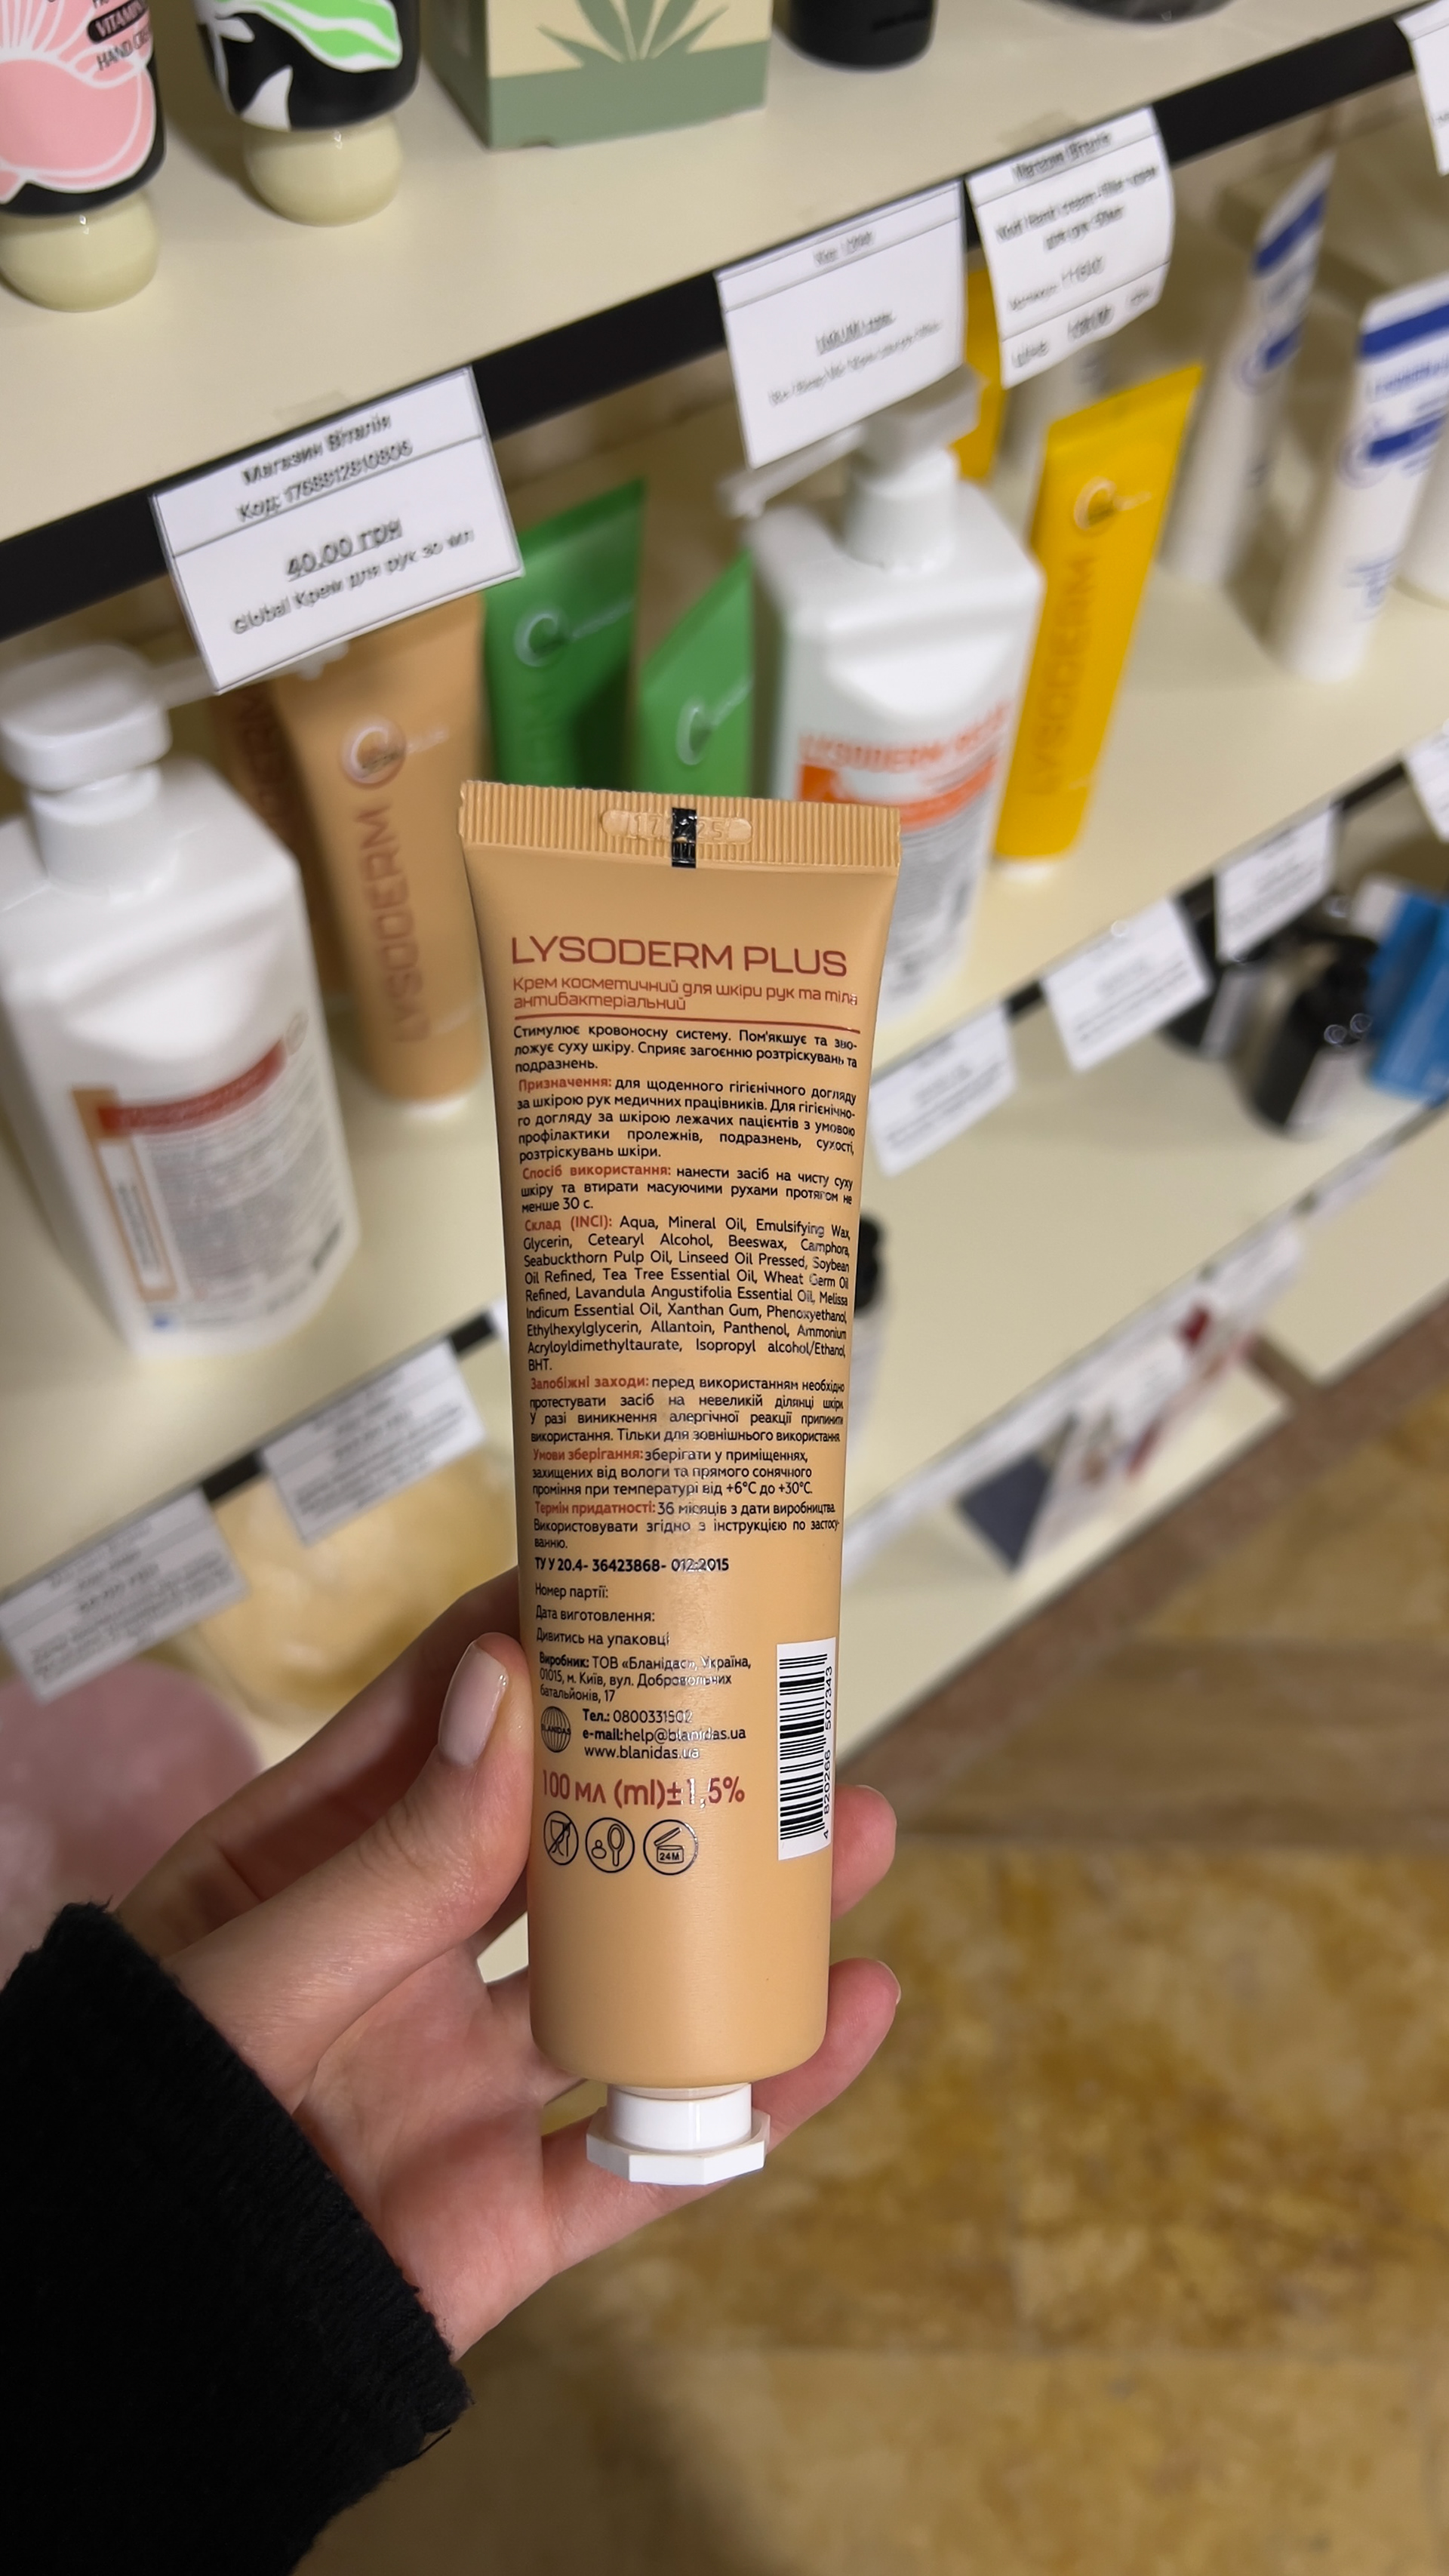 VITAMIN
HAND CREAM
Магазин Віталія
Код: 1758812810806
40.00 грн
Global Крем для рук 30 мл
LYSODERM
LYSODERM
LYSODERM PLUS
Крем косметичний для шкіри рук та тіла
антибактеріальний
Стимулює кровоносну систему. Пом'якшує та зво-
ложує суху шкіру. Сприяє загоєнню розтріскувань та
подразнень.
Призначення: для щоденного гігієнічного догляду
за шкірою рук медичних працівників. Для гігієнічно-
го догляду за шкірою лежачих пацієнтів з умовою
профілактики пролежнів, подразнень, сухості,
розтріскувань шкіри.
Спосіб використання: нанести засіб на чисту суху
шкіру та втирати масуючими рухами протягом не
менше 30 с.
Склад (INCI): Aqua, Mineral Oil, Emulsifying Wax,
Glycerin, Cetearyl Alcohol, Beeswax, Camphora,
Seabuckthorn Pulp Oil, Linseed Oil Pressed, Soybean
Oil Refined, Tea Tree Essential Oil, Wheat Germ Oil
Refined, Lavandula Angustifolia Essential Oil, Melissa
Indicum Essential Oil, Xanthan Gum, Phenoxyethanol,
Ethylhexylglycerin, Allantoin, Panthenol, Ammonium
Acryloyldimethyltaurate, Isopropyl alcohol/Ethanol,
BHT.
Запобіжні заходи: перед використанням необхідно
протестувати засіб на невеликій ділянці шкіри.
У разі виникнення алергічної реакції припинити
використання. Тільки для зовнішнього використання.
Умови зберігання: зберігати у приміщеннях,
захищених від вологи та прямого сонячного
проміння при температурі від +6°С до +30°С.
Термін придатності: 36 місяців з дати виробництва.
Використовувати згідно з інструкцією по застосу-
ванню.
ТУ У 20.4- 36423868- 012:2015
Номер партії:
Дата виготовлення:
Дивитись на упаковці
Виробник: ТОВ «Бланідас», Україна,
01015, м. Київ, вул. Добровольчих
батальйонів, 17
BLANIDAS
Тел.: 0800331502
e-mail:help@blanidas.ua
www.blanidas.ua
100 мл (ml)±1,5%
24M
4 820266 507343